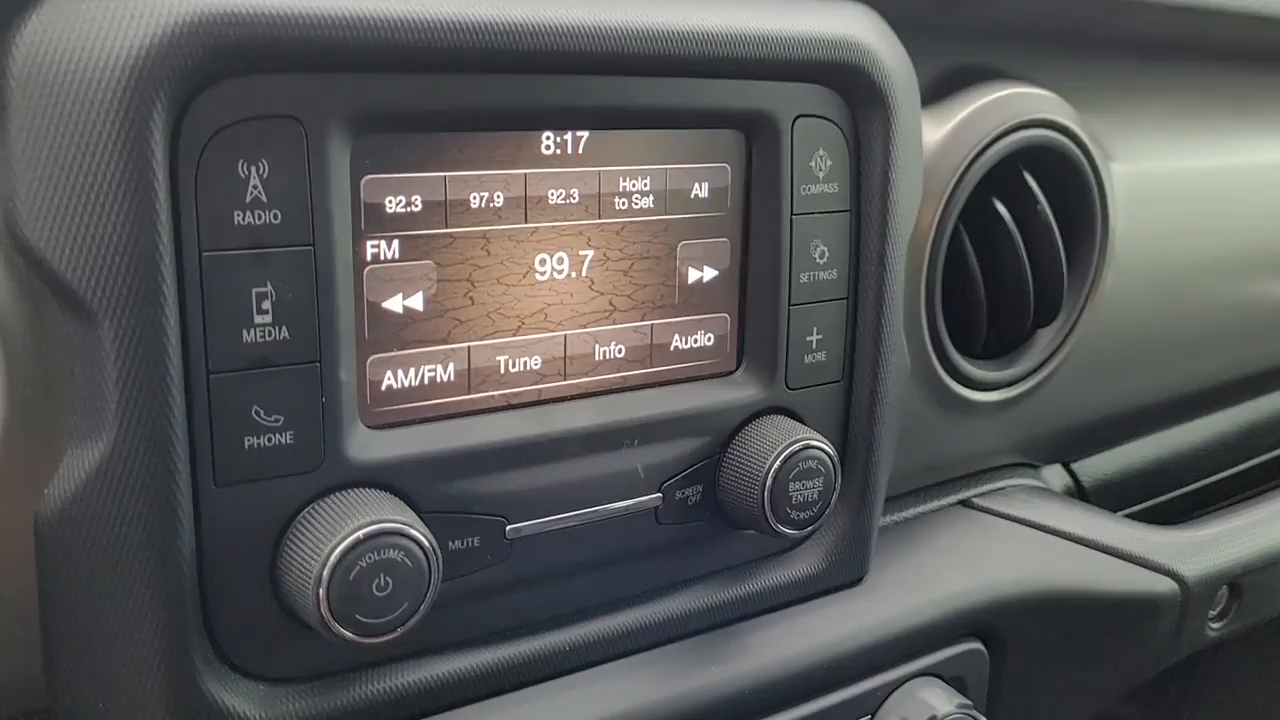 8:17
92.3 97.9 92.3 Hold to Set All
FM
99.7
AM/FM Tune Info Audio
RADIO
MEDIA
PHONE
N
COMPASS
SETTINGS
MORE
VOLUME
MUTE
SCREEN OFF
TUNE
BROWSE
ENTER
SCROLL